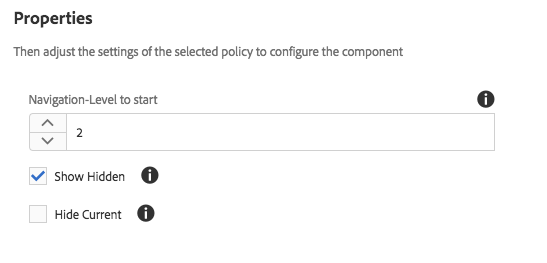 Properties
Then adjust the settings of the selected policy to configure the component
Navigation-Level to start
2
Show Hidden
Hide Current